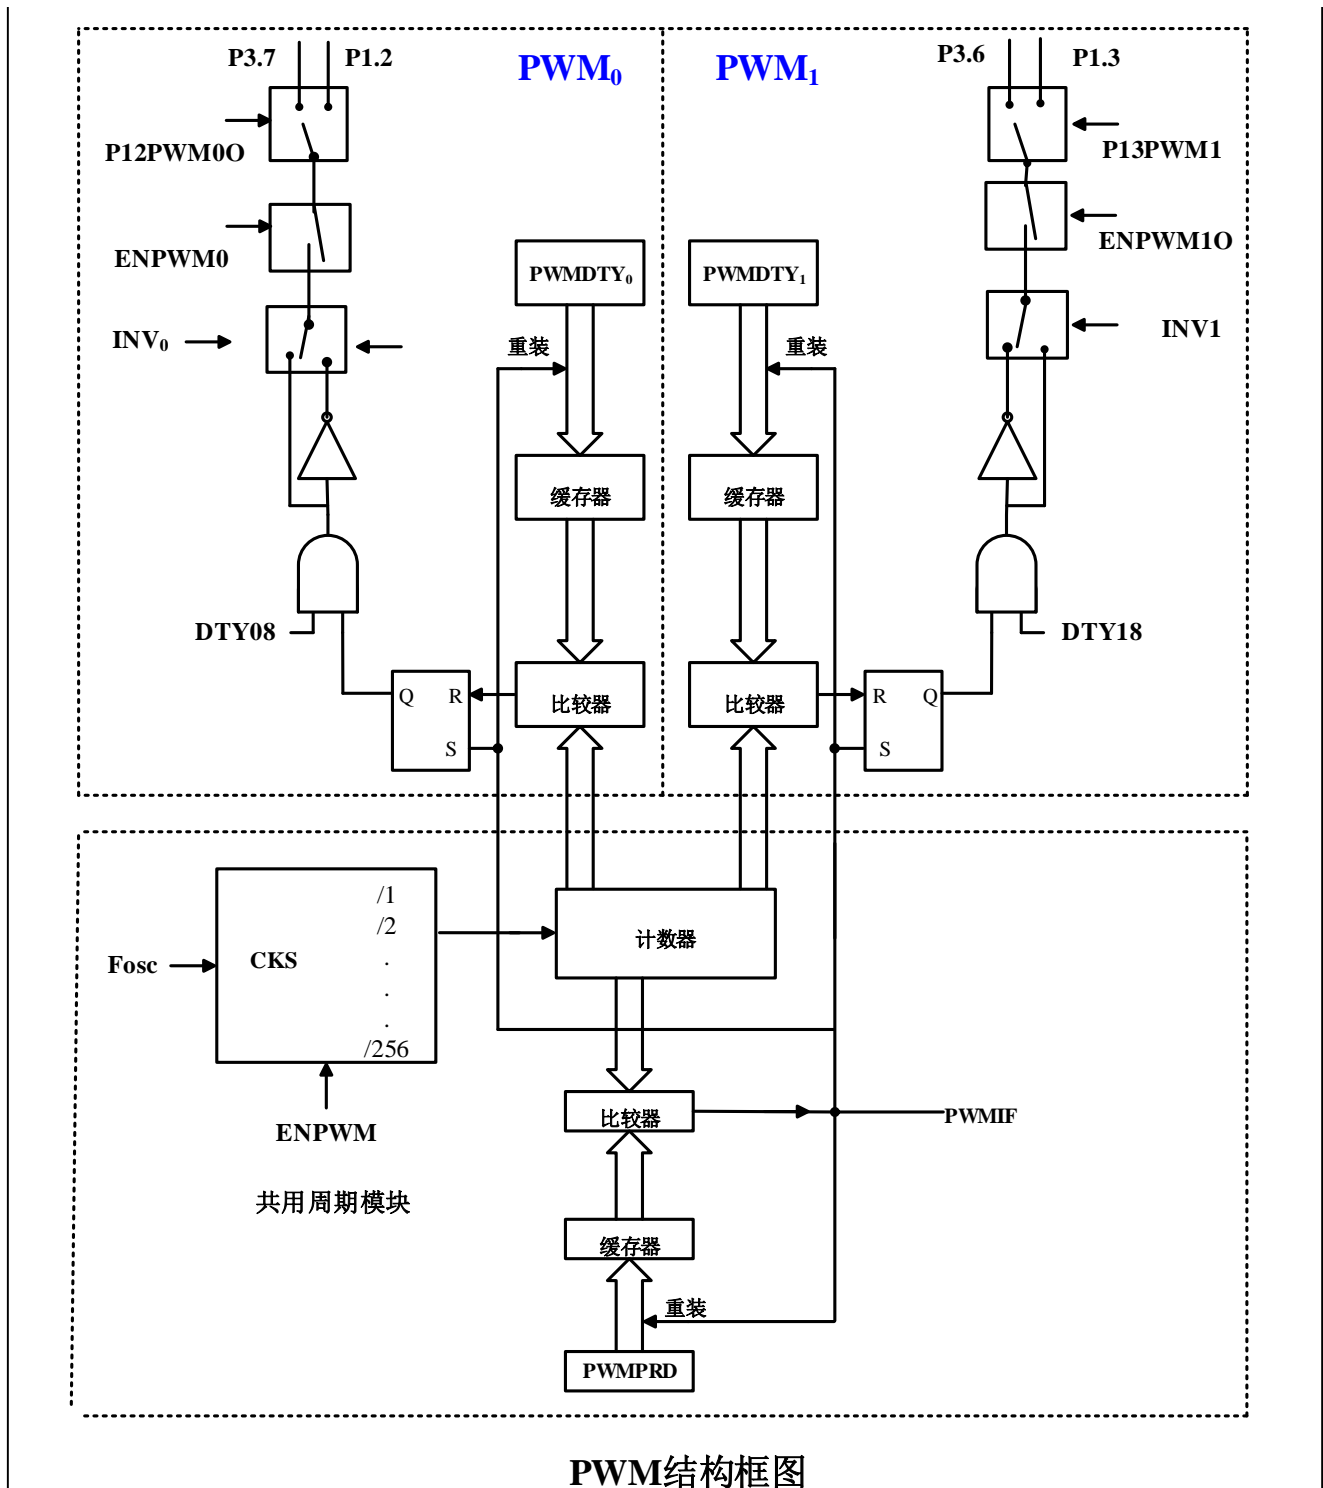 P3.7 P1.2
PWM₀
PWM₁
P3.6 P1.3
P12PWM0O
P13PWM1
ENPWM0
ENPWM1O
PWMDTY₀
PWMDTY₁
INV₀
INV1
重装
重装
缓存器
缓存器
DTY08
DTY18
Q R
S
比较器
比较器
R Q
S
Fosc
CKS
/1
/2
.
.
.
/256
计数器
ENPWM
比较器
PWMIF
共用周期模块
缓存器
重装
PWMPRD
PWM结构框图